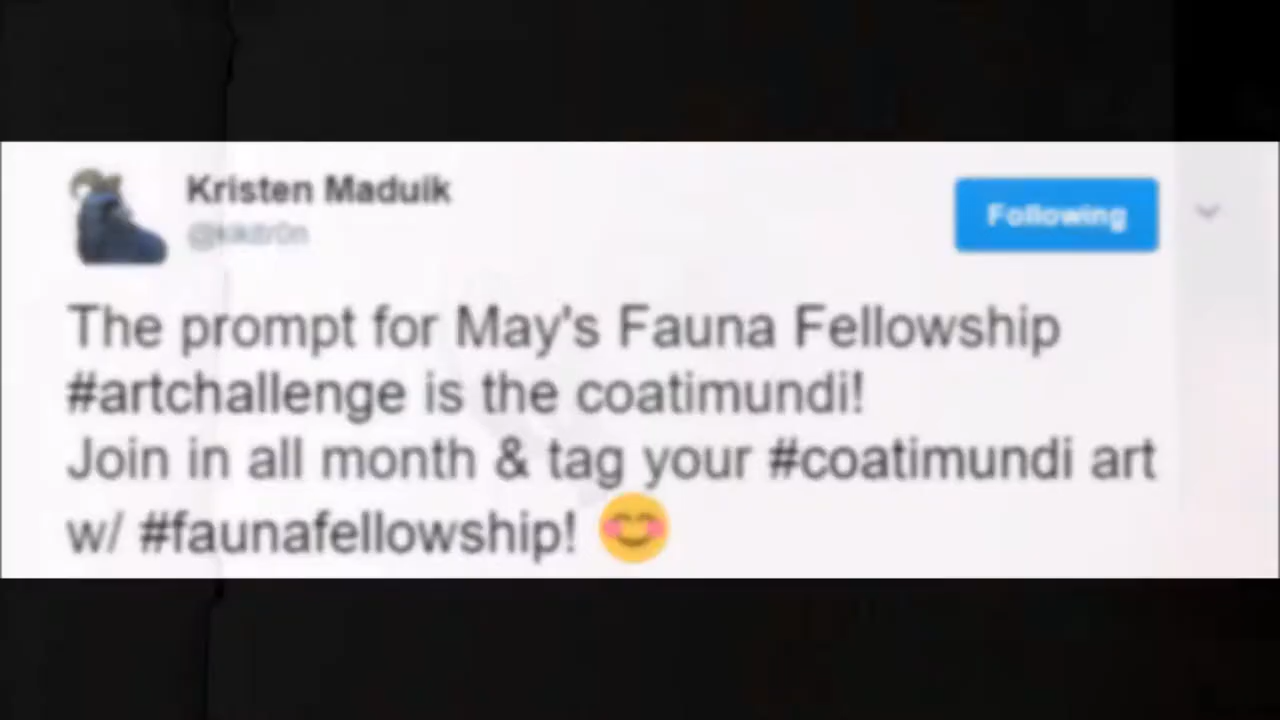 Kristen Maduik
Following
The prompt for May's Fauna Fellowship
#artchallenge is the coatimundi!
Join in all month & tag your #coatimundi art
w/ #faunafellowship! 😊